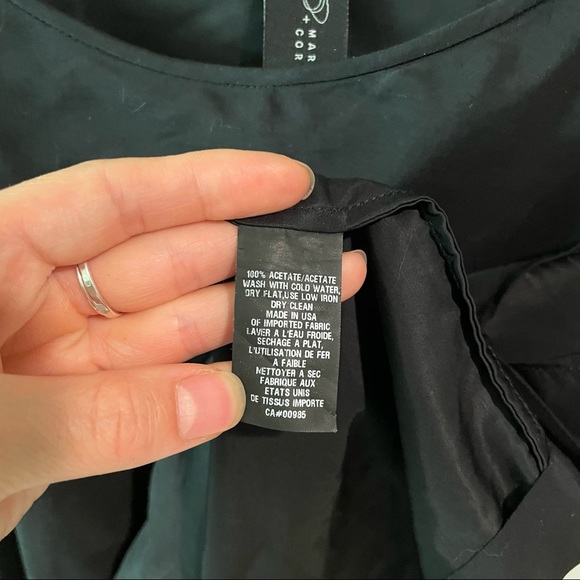 MAR
+ COR
100% ACETATE/ACETATE
WASH WITH COLD WATER,
DRY FLAT,USE LOW IRON
DRY CLEAN
MADE IN USA
OF IMPORTED FABRIC
LAVER A L'EAU FROIDE,
SECHAGE A PLAT,
L'UTILISATION DE FER
A FAIBLE
NETTOYER A SEC
FABRIQUE AUX
ETATS UNIS
DE TISSUS IMPORTE
CA#00985